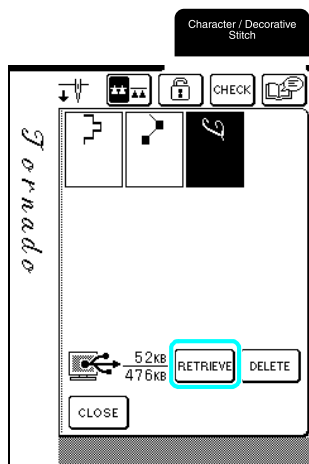 Character / Decorative
Stitch
CHECK
Tornado
52KB
476KB
RETRIEVE
DELETE
CLOSE